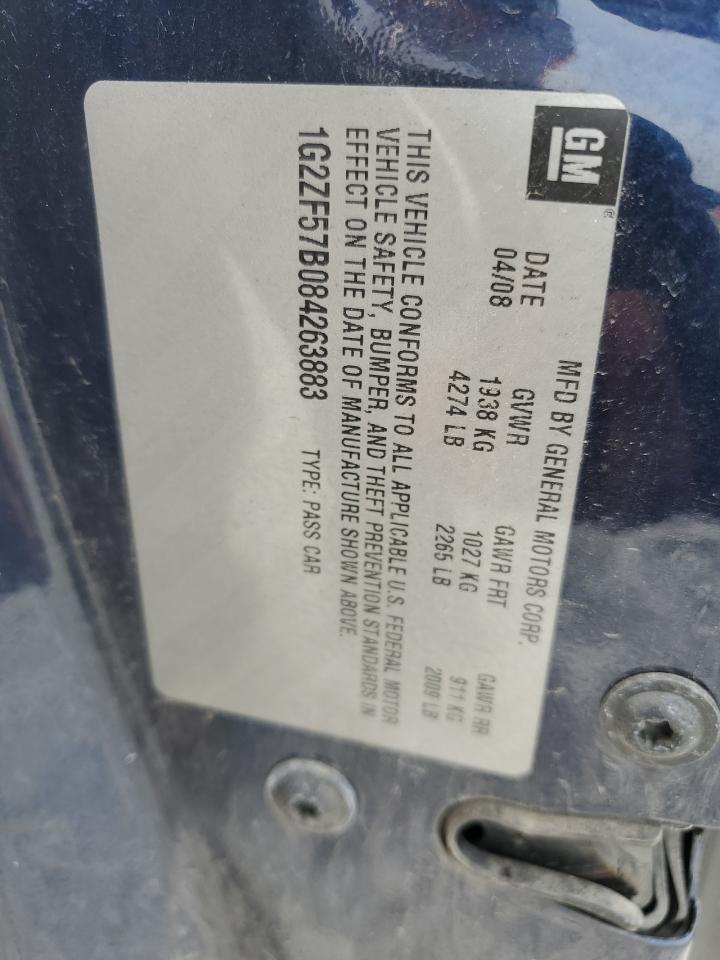 GM
MFD BY GENERAL MOTORS CORP.
DATE GVWR GAWR FRT GAWR RR
04/08 1938 KG 1027 KG 911 KG
4274 LB 2265 LB 2009 LB
THIS VEHICLE CONFORMS TO ALL APPLICABLE U.S. FEDERAL MOTOR
VEHICLE SAFETY, BUMPER, AND THEFT PREVENTION STANDARDS IN
EFFECT ON THE DATE OF MANUFACTURE SHOWN ABOVE.
1G2ZF57B084263883 TYPE: PASS CAR